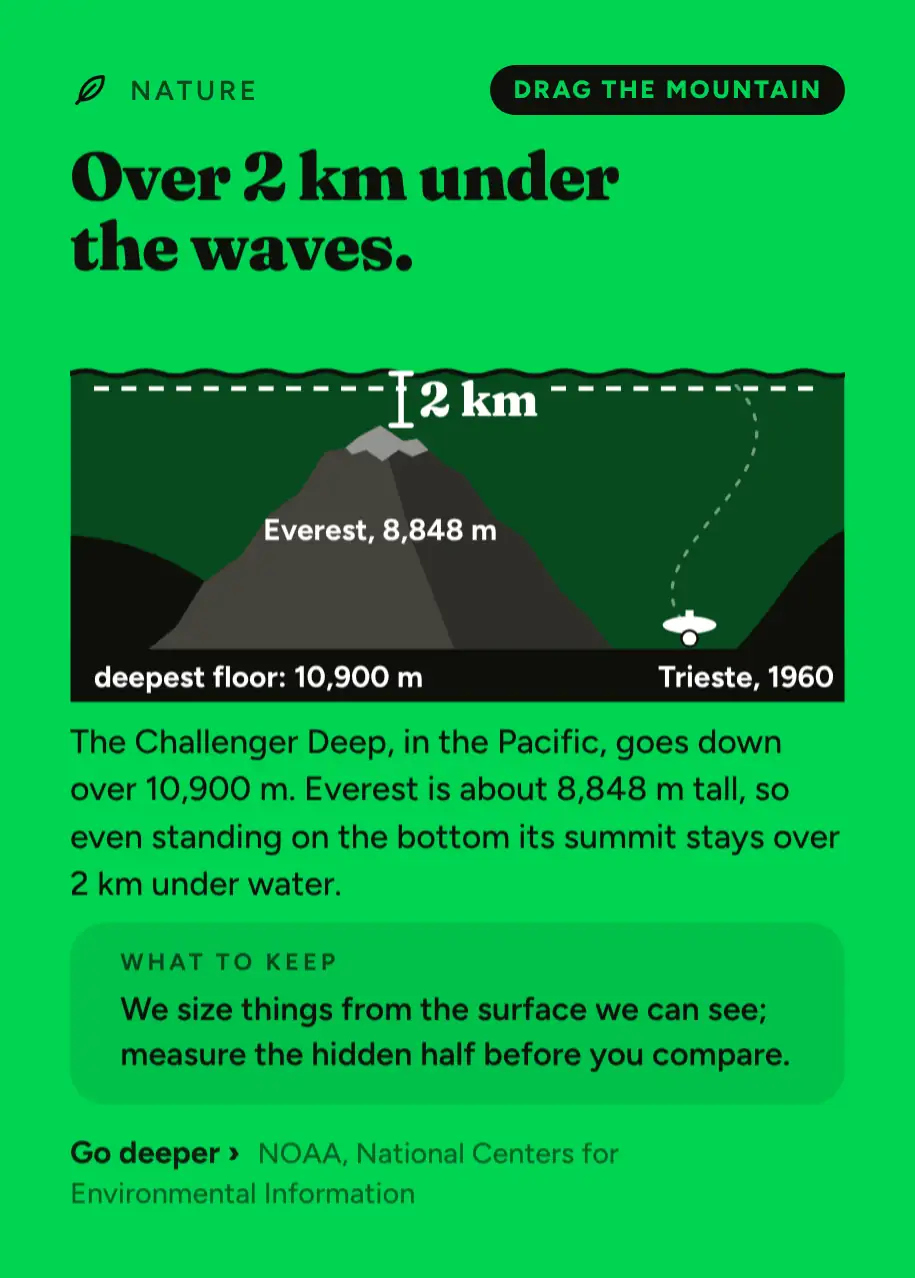 NATURE
DRAG THE MOUNTAIN
Over 2 km under
the waves.
2 km
Everest, 8,848 m
deepest floor: 10,900 m
Trieste, 1960
The Challenger Deep, in the Pacific, goes down
over 10,900 m. Everest is about 8,848 m tall, so
even standing on the bottom its summit stays over
2 km under water.
WHAT TO KEEP
We size things from the surface we can see;
measure the hidden half before you compare.
Go deeper › NOAA, National Centers for
Environmental Information